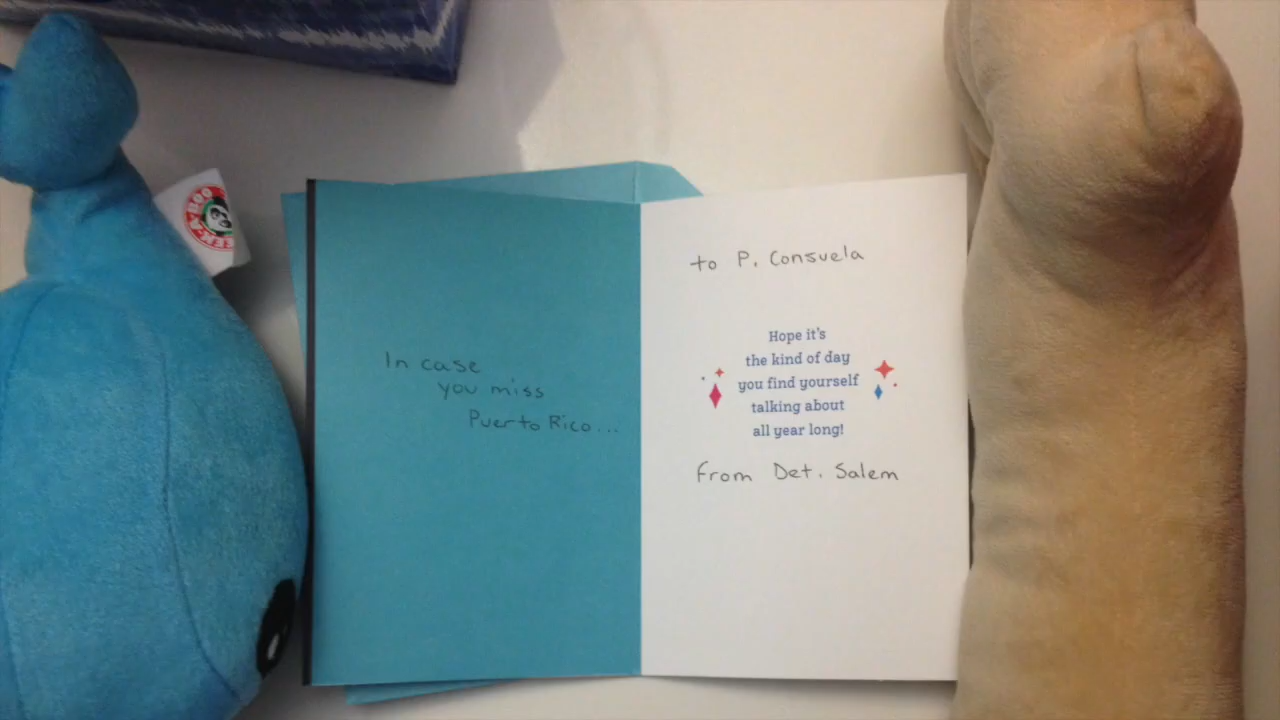 In case
you miss
Puerto Rico...
to P. Consuela
Hope it's
the kind of day
you find yourself
talking about
all year long!
from Det. Salem